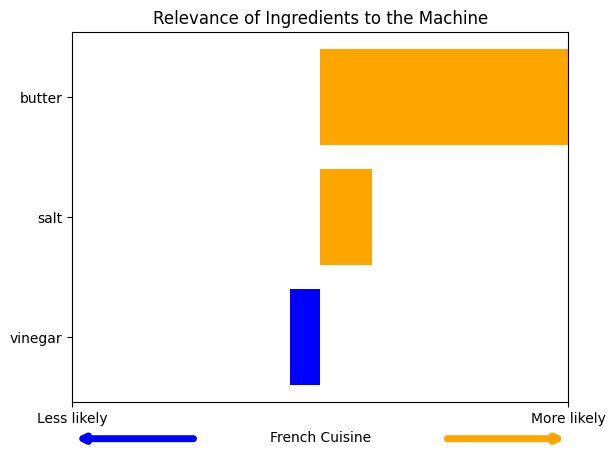 Relevance of Ingredients to the Machine
butter
salt
vinegar
Less likely More likely
French Cuisine